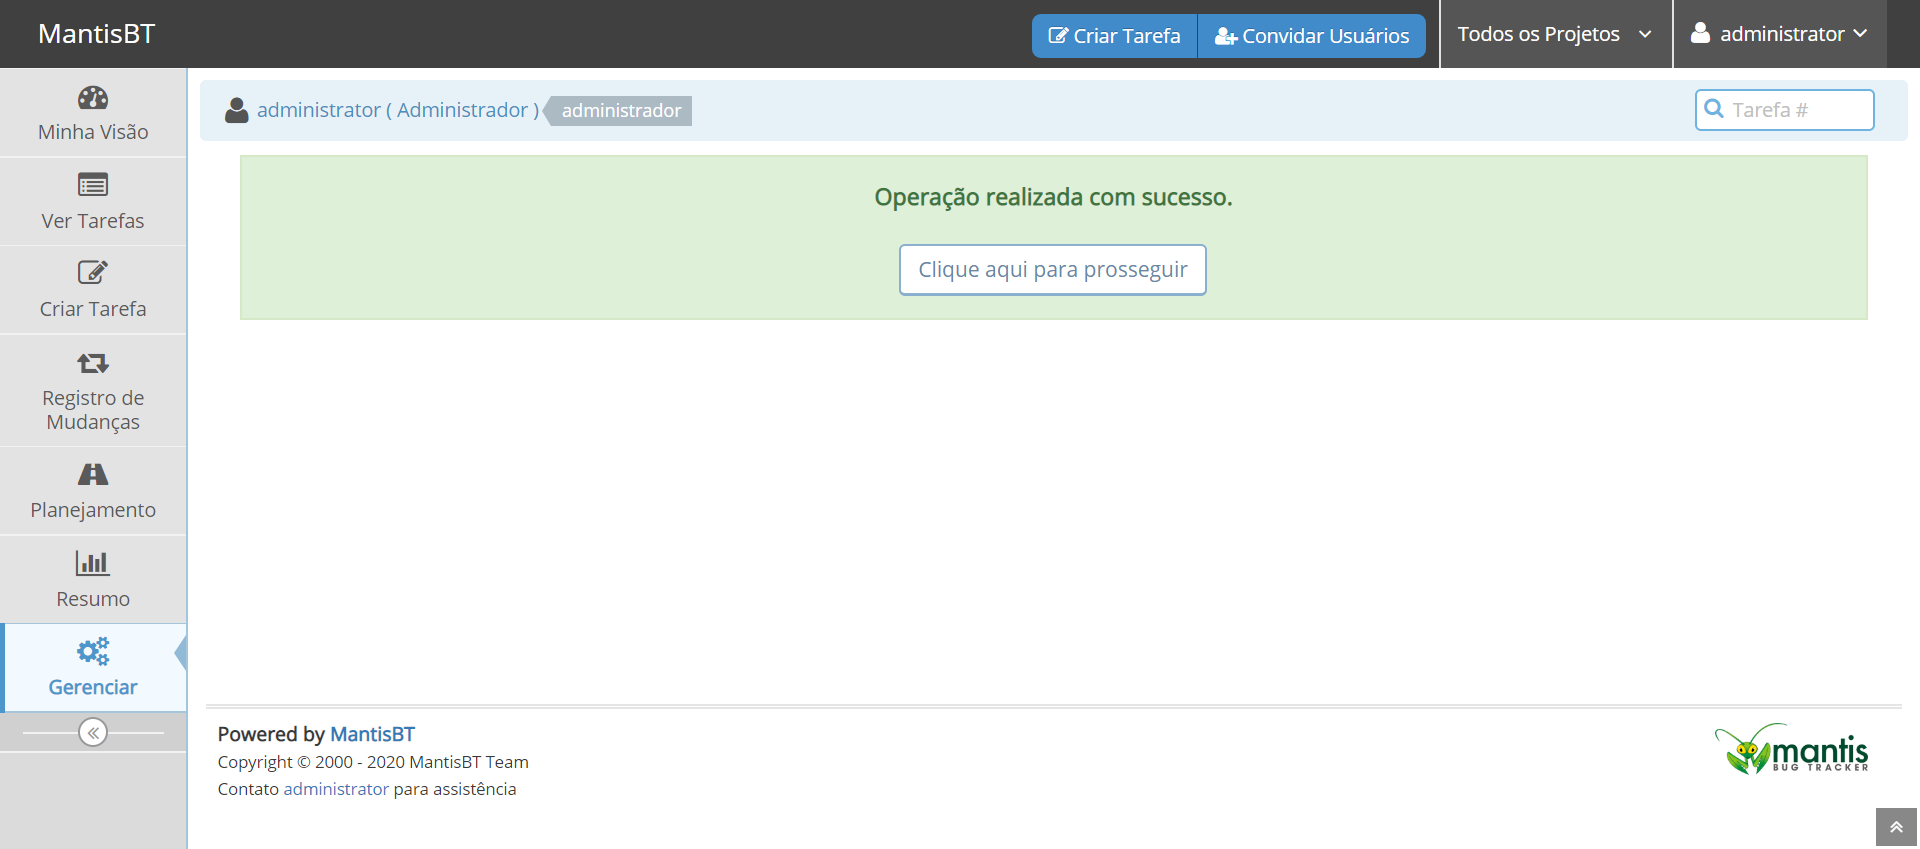 MantisBT
Criar Tarefa
Convidar Usuários
Todos os Projetos
administrator
Minha Visão
Ver Tarefas
Criar Tarefa
Registro de
Mudanças
Planejamento
Resumo
Gerenciar
administrator ( Administrador )
administrador
Tarefa #
Operação realizada com sucesso.
Clique aqui para prosseguir
Powered by MantisBT
Copyright © 2000 - 2020 MantisBT Team
Contato administrator para assistência
mantis
BUG TRACKER